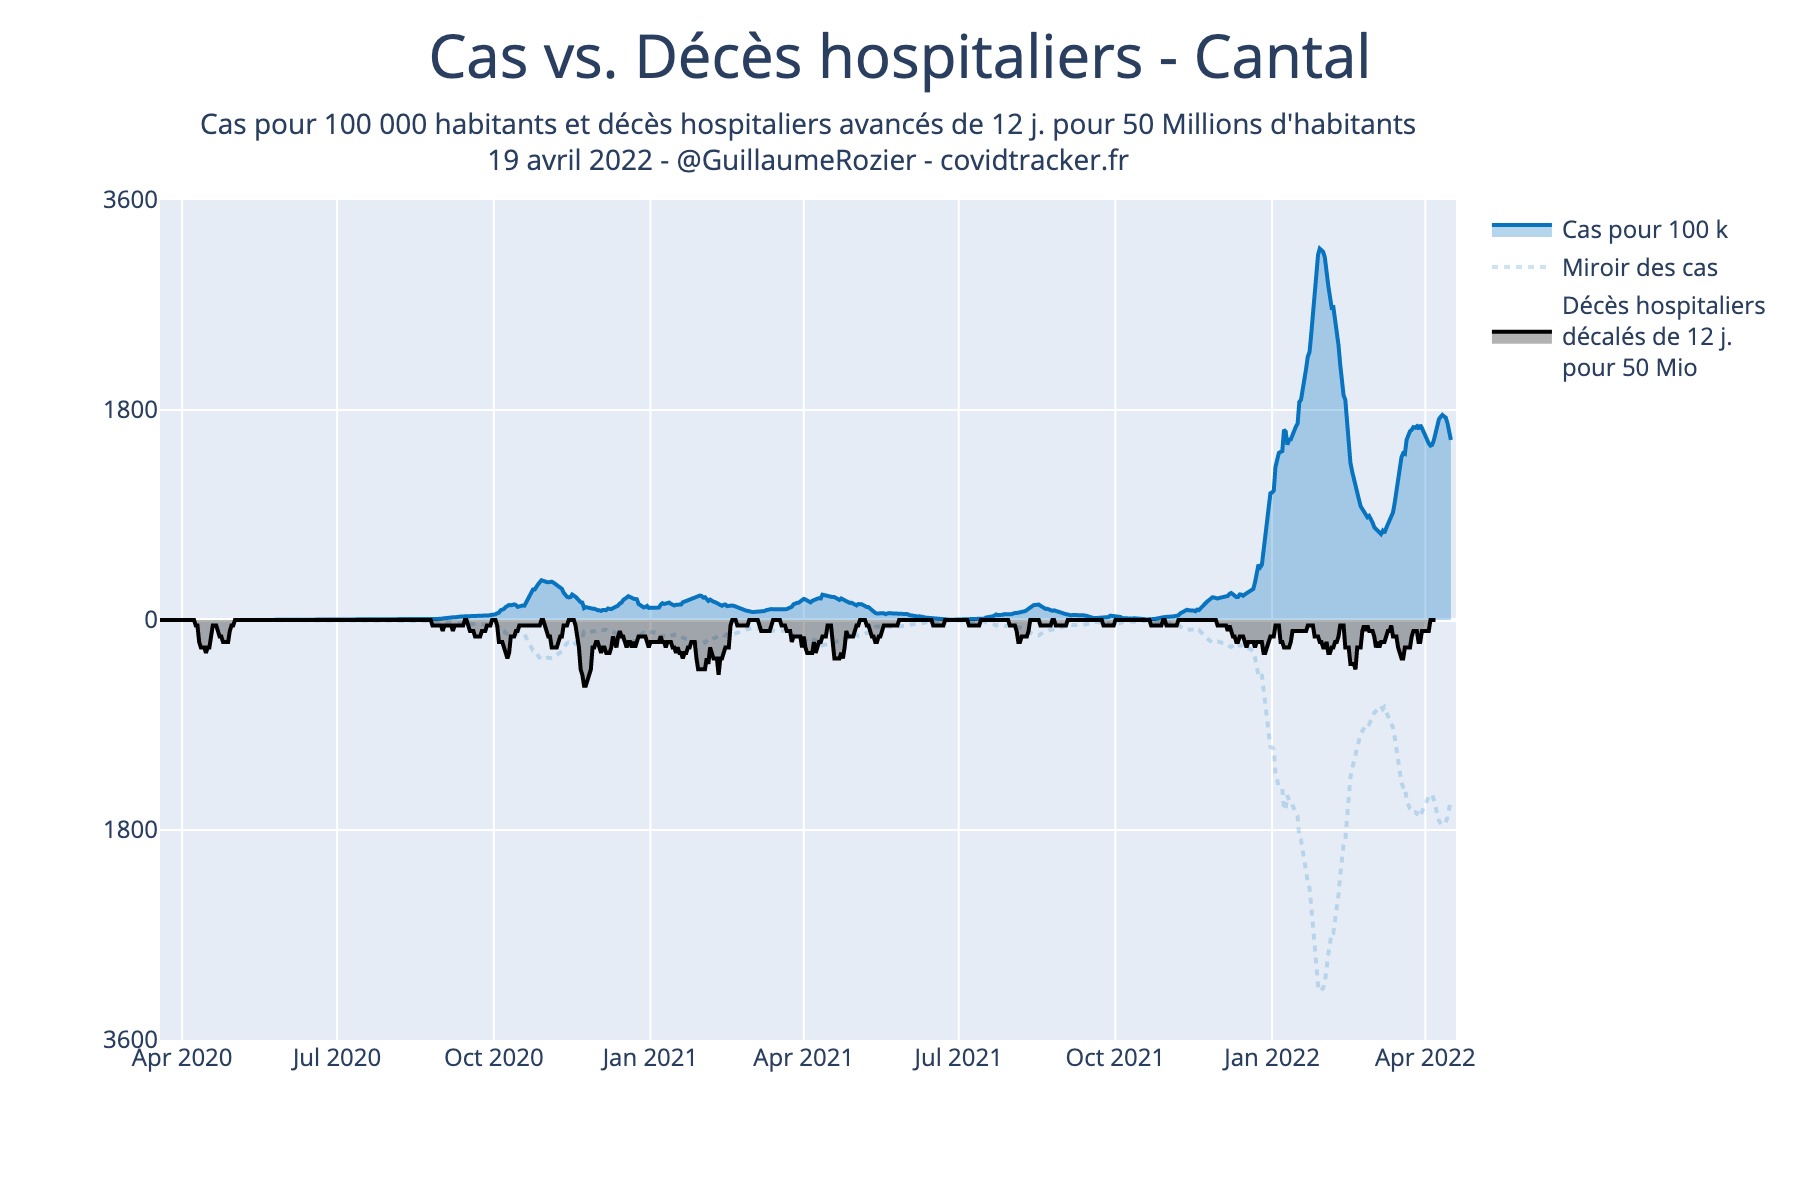 Cas vs. Décès hospitaliers - Cantal
Cas pour 100 000 habitants et décès hospitaliers avancés de 12 j. pour 50 Millions d'habitants
19 avril 2022 - @GuillaumeRozier - covidtracker.fr
3600
1800
0
1800
3600
Apr 2020
Jul 2020
Oct 2020
Jan 2021
Apr 2021
Jul 2021
Oct 2021
Jan 2022
Apr 2022
Cas pour 100 k
Miroir des cas
Décès hospitaliers
décalés de 12 j.
pour 50 Mio